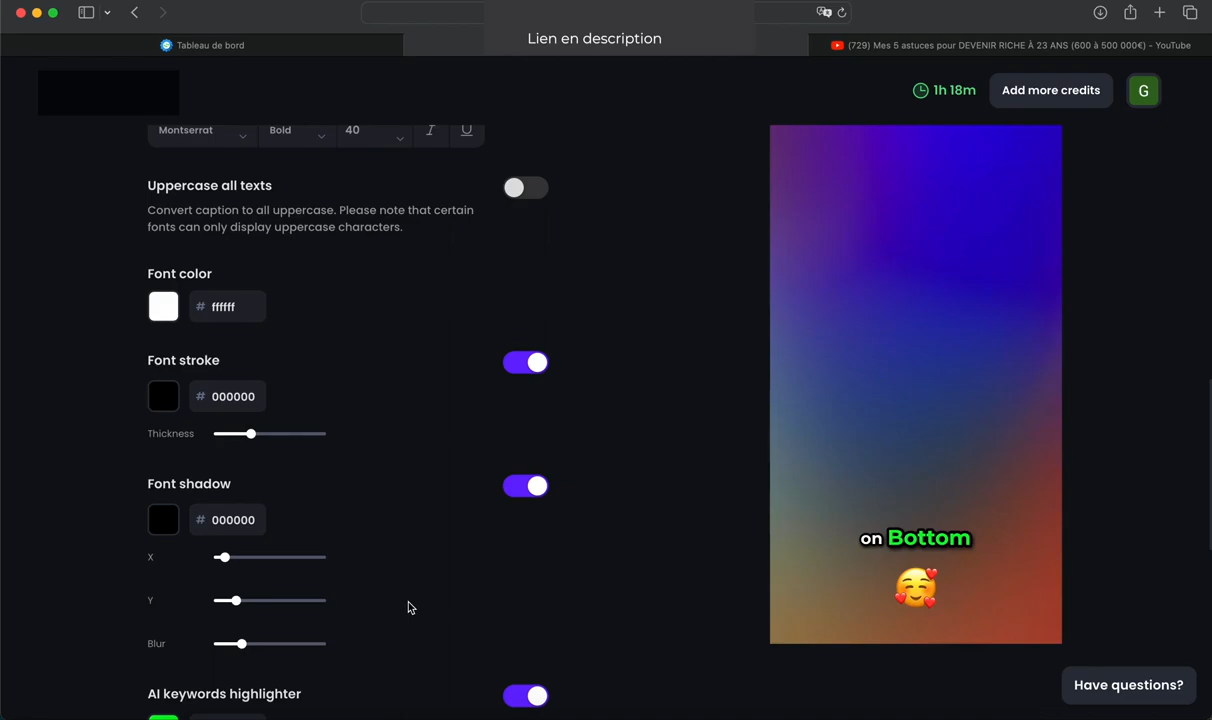 Lien en description
Tableau de bord
(729) Mes 5 astuces pour DEVENIR RICHE À 23 ANS (600 à 500 000€) - YouTube
1h 18m
Add more credits
G
Montserrat
Bold
40
I
U
Uppercase all texts
Convert caption to all uppercase. Please note that certain
fonts can only display uppercase characters.
Font color
# ffffff
Font stroke
# 000000
Thickness
Font shadow
# 000000
X
Y
Blur
AI keywords highlighter
on Bottom
Have questions?